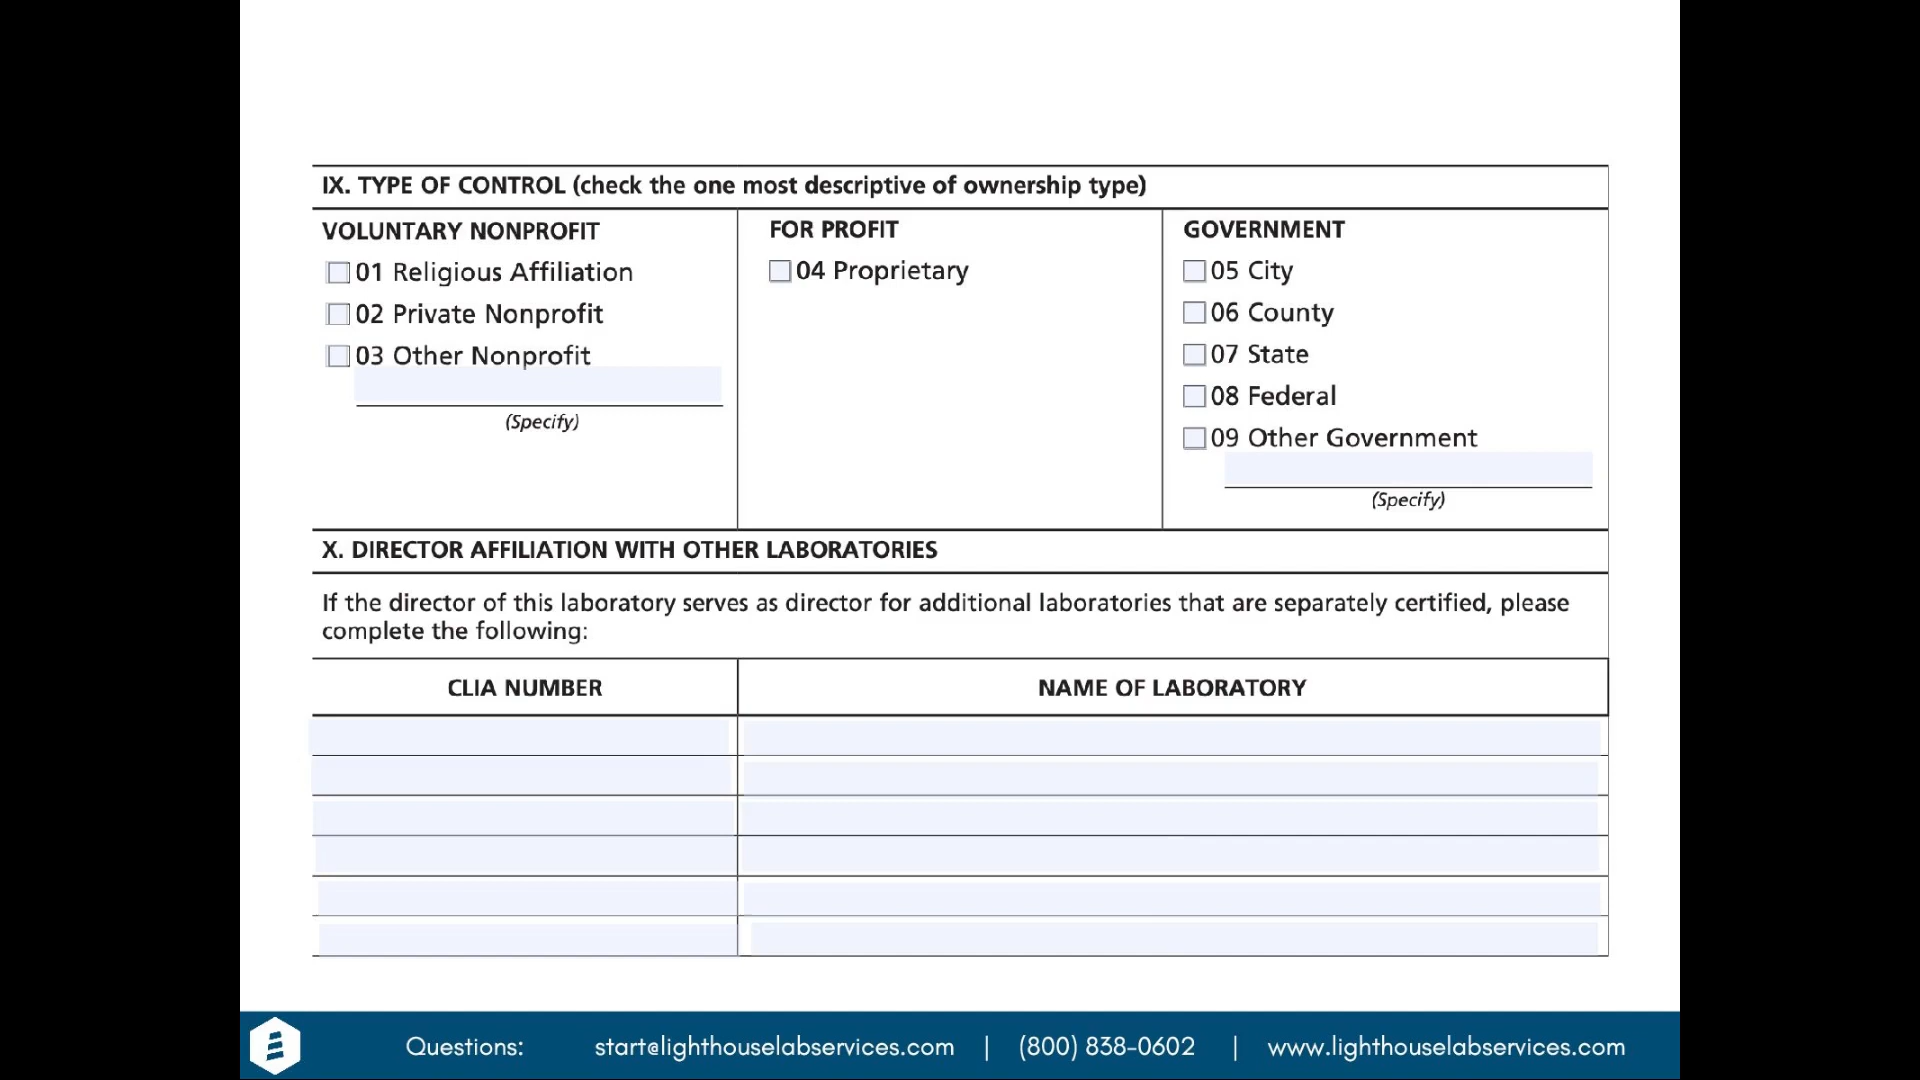 IX. TYPE OF CONTROL (check the one most descriptive of ownership type)
VOLUNTARY NONPROFIT
01 Religious Affiliation
02 Private Nonprofit
03 Other Nonprofit
(Specify)
FOR PROFIT
04 Proprietary
GOVERNMENT
05 City
06 County
07 State
08 Federal
09 Other Government
(Specify)
X. DIRECTOR AFFILIATION WITH OTHER LABORATORIES
If the director of this laboratory serves as director for additional laboratories that are separately certified, please
complete the following:
CLIA NUMBER
NAME OF LABORATORY
Questions: start@lighthouselabservices.com | (800) 838-0602 | www.lighthouselabservices.com